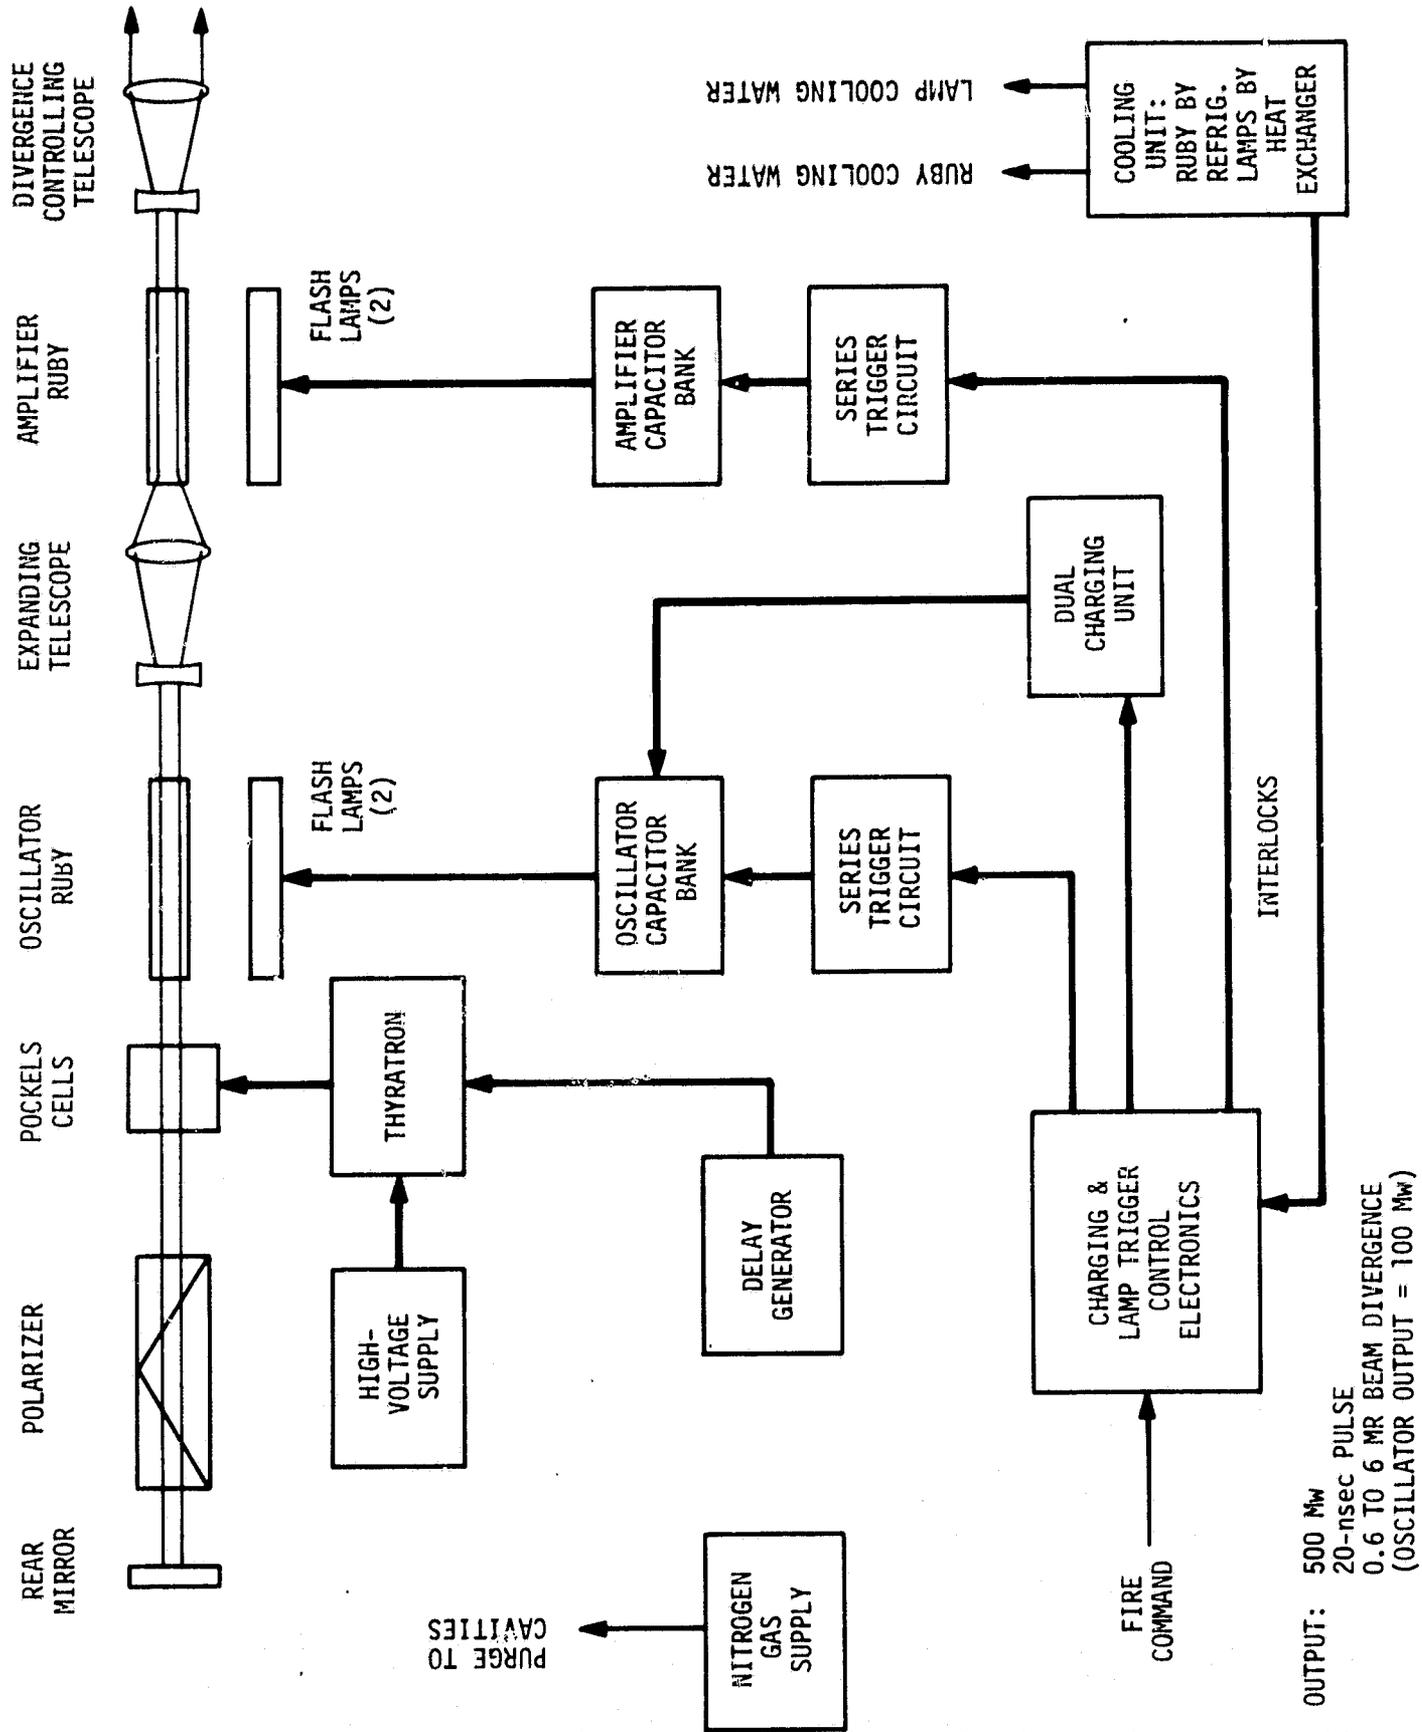 REAR
MIRROR
POLARIZER
POCKELS
CELLS
OSCILLATOR
RUBY
EXPANDING
TELESCOPE
AMPLIFIER
RUBY
DIVERGENCE
CONTROLLING
TELESCOPE
FLASH
LAMPS
(2)
FLASH
LAMPS
(2)
HIGH-
VOLTAGE
SUPPLY
THYRATRON
PURGE TO
CAVITIES
NITROGEN
GAS
SUPPLY
DELAY
GENERATOR
OSCILLATOR
CAPACITOR
BANK
AMPLIFIER
CAPACITOR
BANK
RUBY COOLING WATER
LAMP COOLING WATER
SERIES
TRIGGER
CIRCUIT
SERIES
TRIGGER
CIRCUIT
FIRE
COMMAND
CHARGING &
LAMP TRIGGER
CONTROL
ELECTRONICS
DUAL
CHARGING
UNIT
COOLING
UNIT:
RUBY BY
REFRIG.
LAMPS BY
HEAT
EXCHANGER
INTERLOCKS
OUTPUT: 500 Mw
20-nsec PULSE
0.6 TO 6 MR BEAM DIVERGENCE
(OSCILLATOR OUTPUT = 100 Mw)